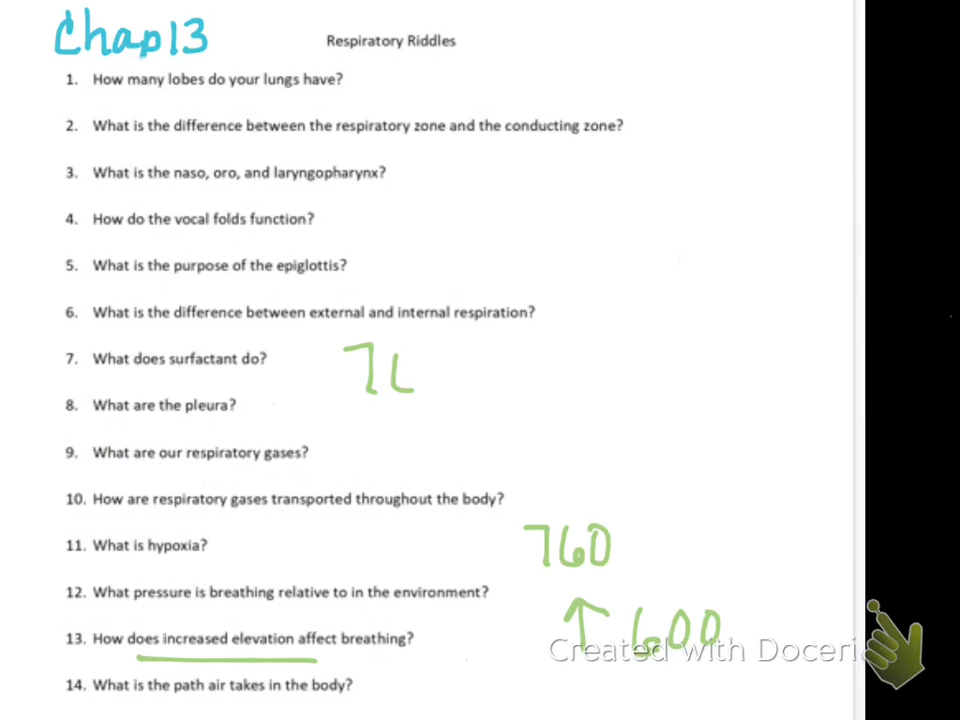 Chap 13
Respiratory Riddles
1. How many lobes do your lungs have?
2. What is the difference between the respiratory zone and the conducting zone?
3. What is the naso, oro, and laryngopharynx?
4. How do the vocal folds function?
5. What is the purpose of the epiglottis?
6. What is the difference between external and internal respiration?
7. What does surfactant do?
8. What are the pleura?
9. What are our respiratory gases?
10. How are respiratory gases transported throughout the body?
11. What is hypoxia?
760
12. What pressure is breathing relative to in the environment?
13. How does increased elevation affect breathing?
↑ 600
Created with Doceri
14. What is the path air takes in the body?